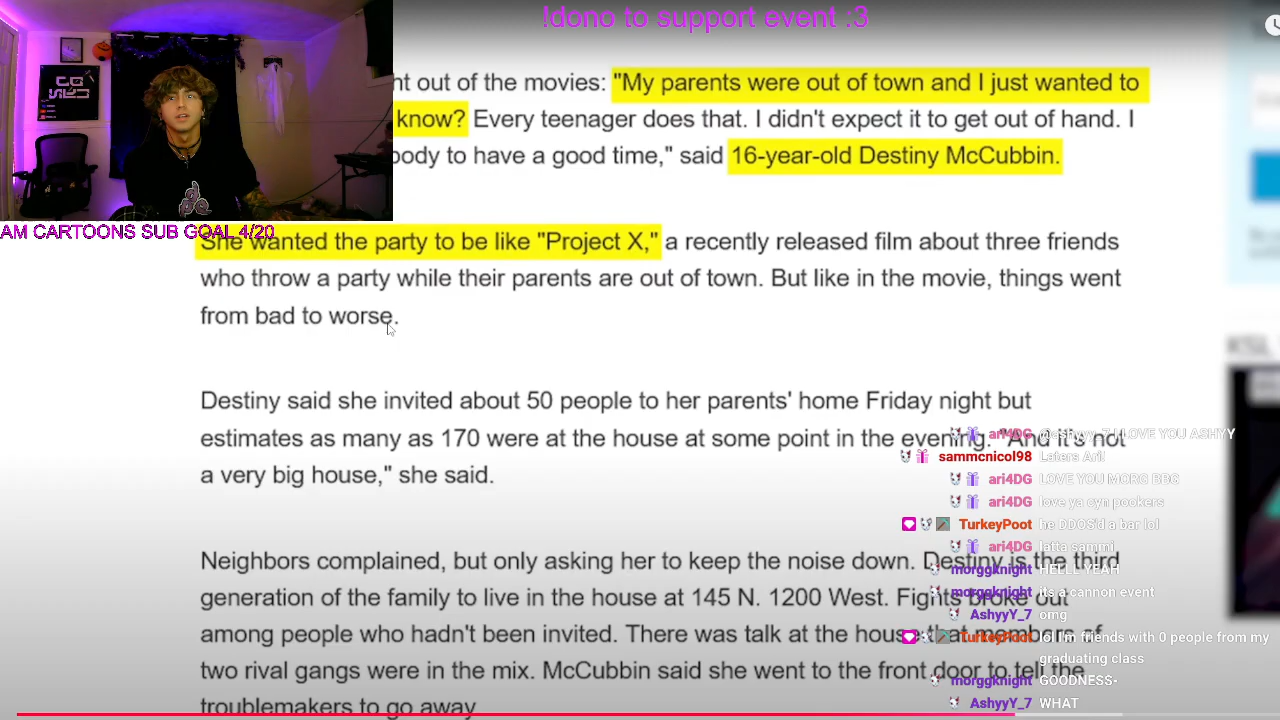 !dono to support event :3
nt out of the movies: "My parents were out of town and I just wanted to
know? Every teenager does that. I didn't expect it to get out of hand. I
body to have a good time," said 16-year-old Destiny McCubbin.
AM CARTOONS SUB GOAL 4/20
She wanted the party to be like "Project X," a recently released film about three friends
who throw a party while their parents are out of town. But like in the movie, things went
from bad to worse.
Destiny said she invited about 50 people to her parents' home Friday night but
estimates as many as 170 were at the house at some point in the evening. "And it's not
a very big house," she said.
Neighbors complained, but only asking her to keep the noise down. Destiny is the third
generation of the family to live in the house at 145 N. 1200 West. Fights broke out
among people who hadn't been invited. There was talk at the house that members of
two rival gangs were in the mix. McCubbin said she went to the front door to tell the
troublemakers to go away
ari4DG @ashyyy_7 I LOVE YOU ASHYY
sammcnicol98 Laters Ari!
ari4DG LOVE YOU MORG BBG
ari4DG love ya cyn pookers
TurkeyPoot he DDOS'd a bar lol
ari4DG latta sammi
morggknight HELLL YEAH
morggknight its a cannon event
AshyyY_7 omg
TurkeyPoot lol I'm friends with 0 people from my
graduating class
morggknight GOODNESS-
AshyyY_7 WHAT
KSL